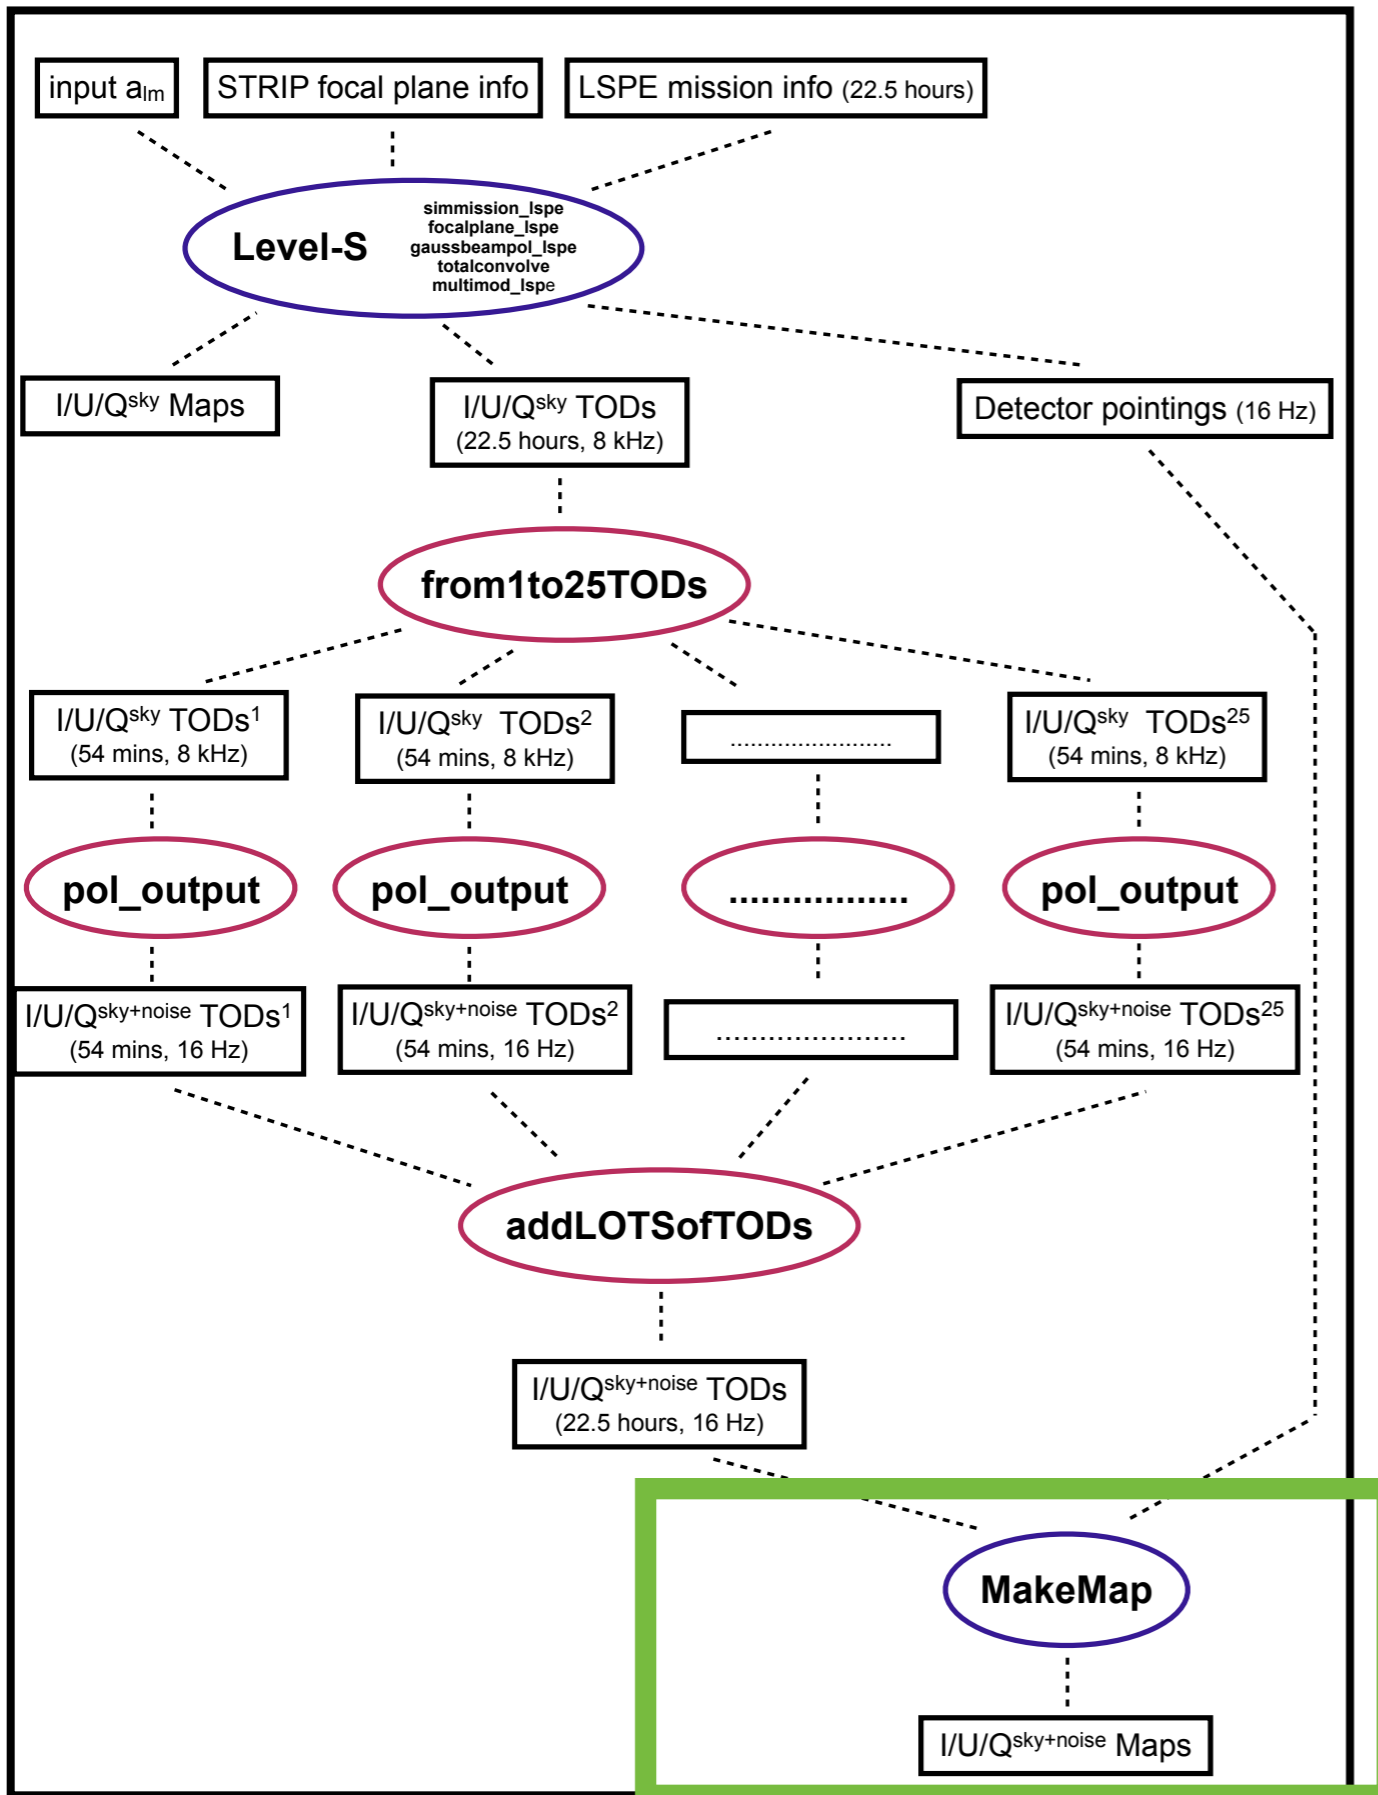 input alm
STRIP focal plane info
LSPE mission info (22.5 hours)
Level-S
simmission_lspe
focalplane_lspe
gaussbeampol_lspe
totalconvolve
multimod_lspe
I/U/Qsky Maps
I/U/Qsky TODs
(22.5 hours, 8 kHz)
Detector pointings (16 Hz)
from1to25TODs
I/U/Qsky TODs1
(54 mins, 8 kHz)
I/U/Qsky TODs2
(54 mins, 8 kHz)
........................
I/U/Qsky TODs25
(54 mins, 8 kHz)
pol_output
pol_output
................
pol_output
I/U/Qsky+noise TODs1
(54 mins, 16 Hz)
I/U/Qsky+noise TODs2
(54 mins, 16 Hz)
........................
I/U/Qsky+noise TODs25
(54 mins, 16 Hz)
addLOTSofTODs
I/U/Qsky+noise TODs
(22.5 hours, 16 Hz)
MakeMap
I/U/Qsky+noise Maps